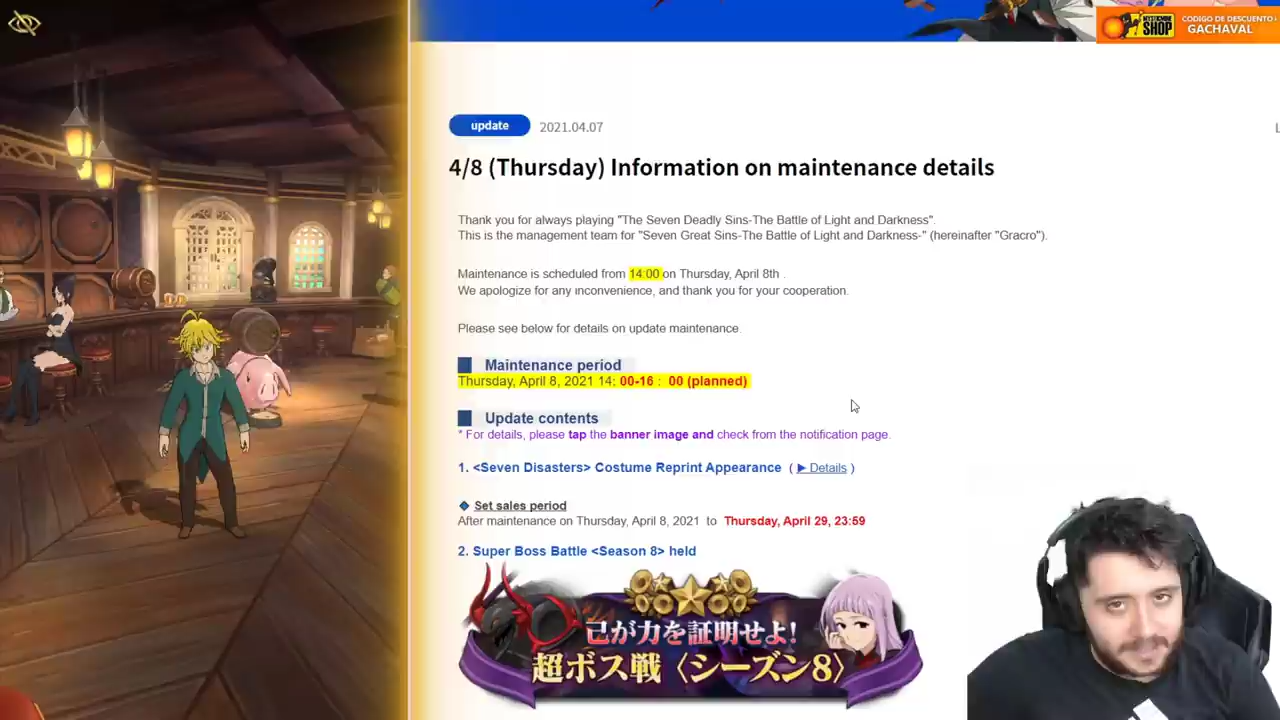 CODIGO DE DESCUENTO
GACHAVAL
SHOP
update
2021.04.07
4/8 (Thursday) Information on maintenance details
Thank you for always playing "The Seven Deadly Sins-The Battle of Light and Darkness".
This is the management team for "Seven Great Sins-The Battle of Light and Darkness-" (hereinafter "Gracro").
Maintenance is scheduled from 14:00 on Thursday, April 8th .
We apologize for any inconvenience, and thank you for your cooperation.
Please see below for details on update maintenance.
Maintenance period
Thursday, April 8, 2021 14: 00-16 : 00 (planned)
Update contents
* For details, please tap the banner image and check from the notification page.
1. <Seven Disasters> Costume Reprint Appearance ( ▶ Details )
Set sales period
After maintenance on Thursday, April 8, 2021 to Thursday, April 29, 23:59
2. Super Boss Battle <Season 8> held
己が力を証明せよ!
超ボス戦〈シーズン8〉